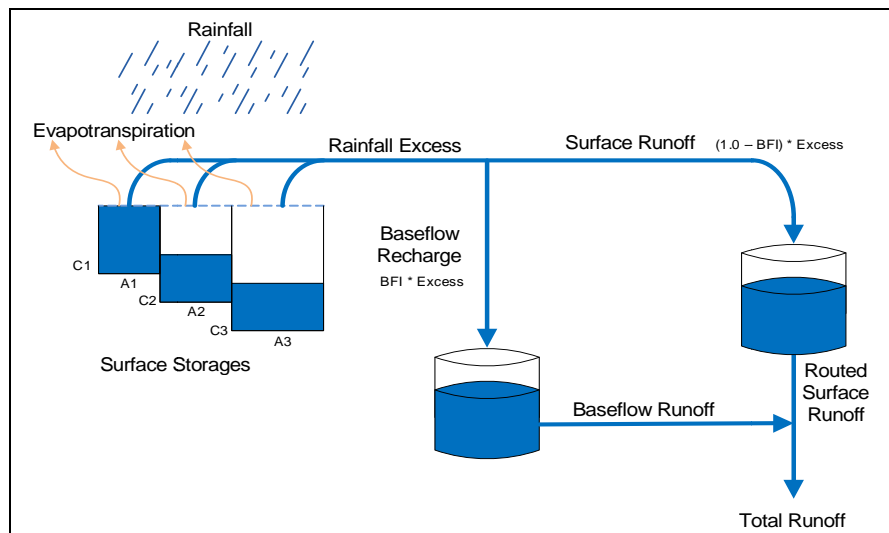 Rainfall
Evapotranspiration
Rainfall Excess
Surface Runoff
(1.0 – BFI) * Excess
Baseflow
Recharge
BFI * Excess
C1
A1
C2
A2
C3
A3
Surface Storages
Routed
Surface
Runoff
Baseflow Runoff
Total Runoff